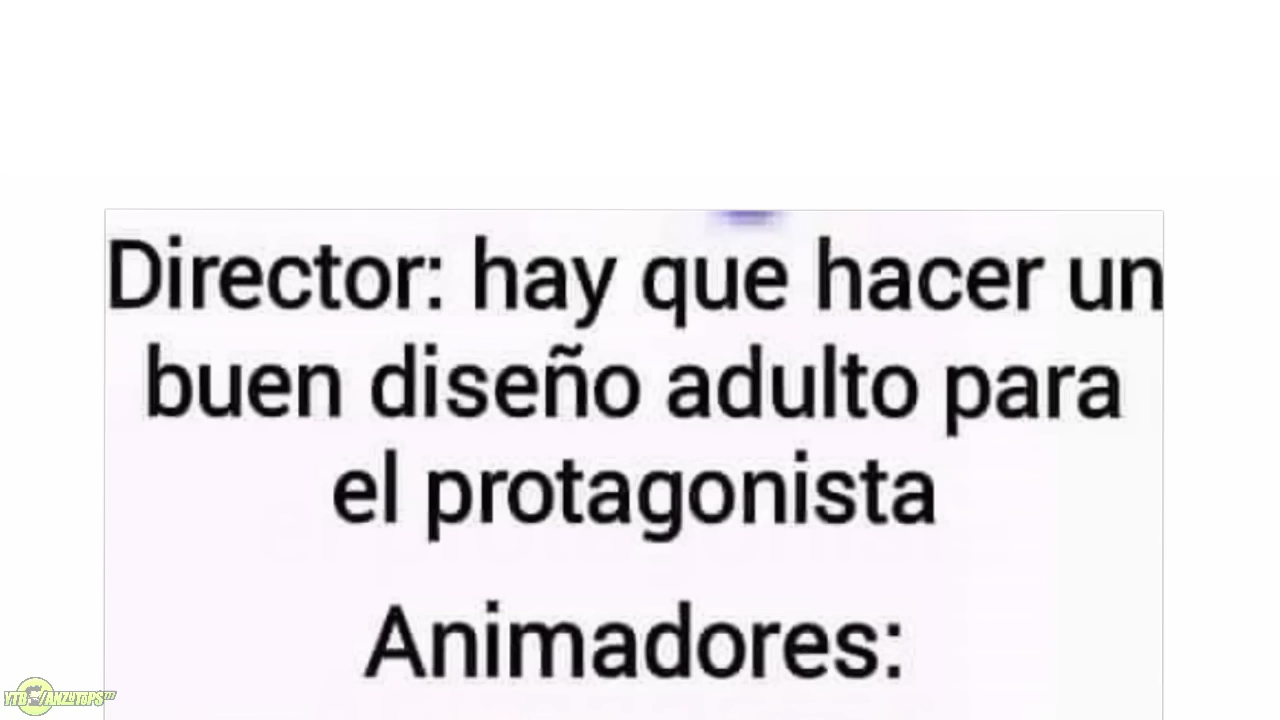 Director: hay que hacer un
buen diseño adulto para
el protagonista
Animadores: